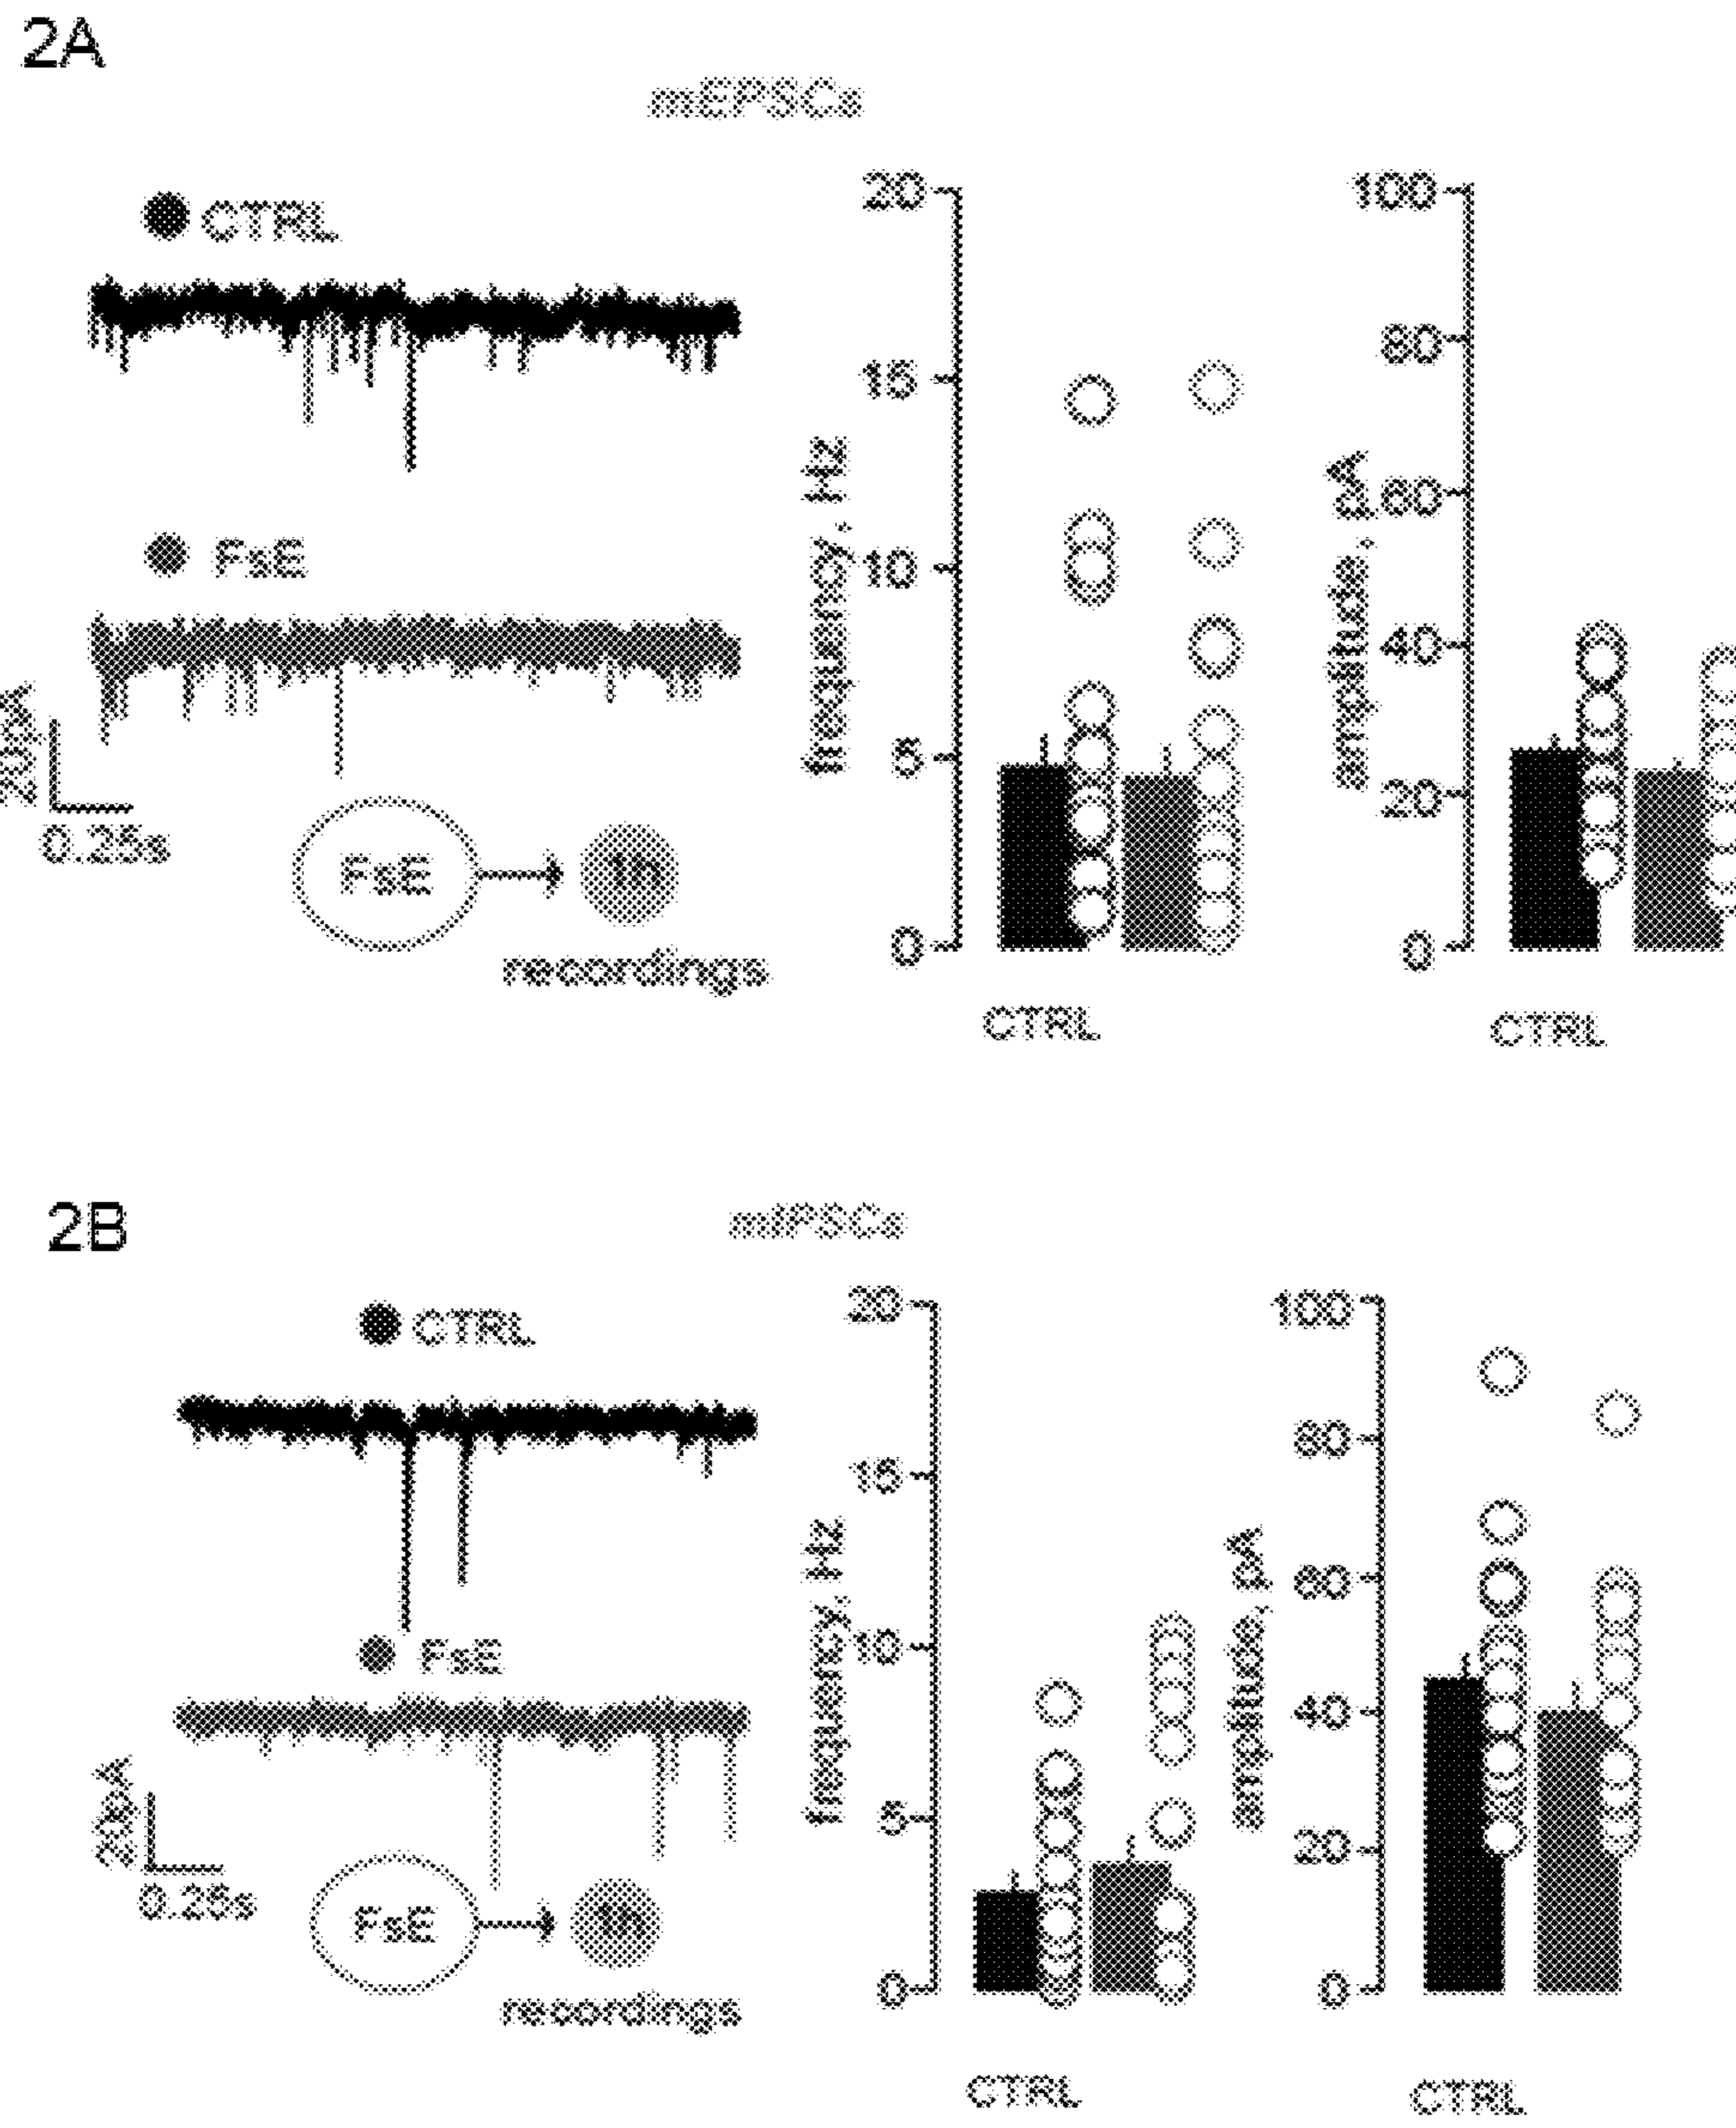 2A
mEPSCs
CTRL
FsE
20pA
0.25s
FsE
1h
recordings
20
15
10
5
0
frequency, Hz
CTRL
100
80
60
40
20
0
amplitude, pA
CTRL
2B
mIPSCs
CTRL
FsE
20pA
0.25s
FsE
1h
recordings
20
15
10
5
0
frequency, Hz
CTRL
100
80
60
40
20
0
amplitude, pA
CTRL